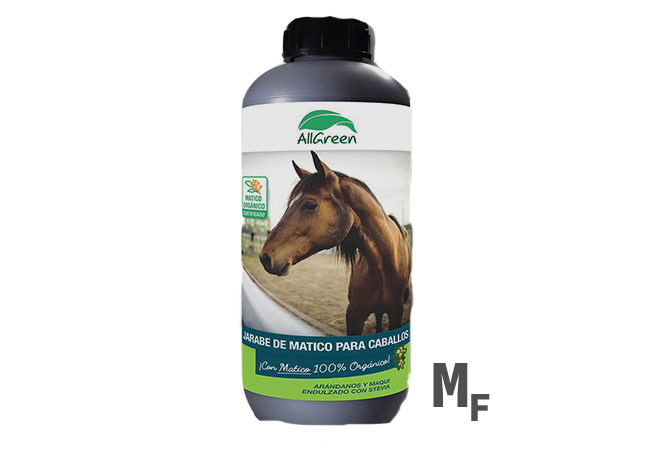 AllGreen
MATICO
ORGÁNICO
CERTIFICADO
JARABE DE MATICO PARA CABALLOS
¡Con Matico 100% Orgánico!
ARÁNDANOS Y MAQUI
ENDULZADO CON STEVIA
MF